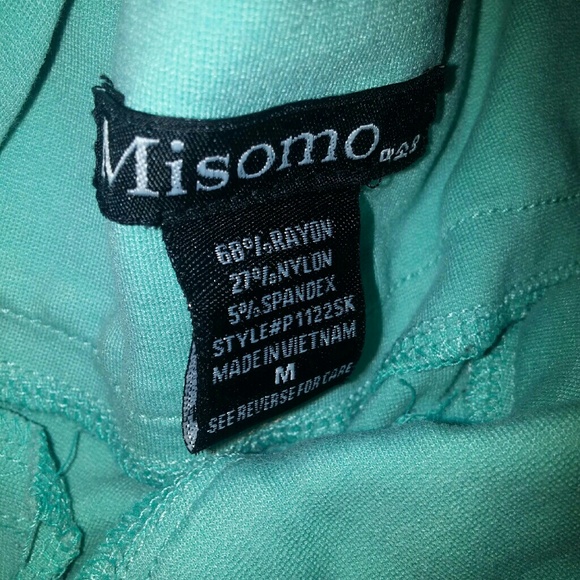 Misomo
68%RAYON
27%NYLON
5%SPANDEX
STYLE#P1122SK
MADE IN VIETNAM
M
SEE REVERSE FOR CARE